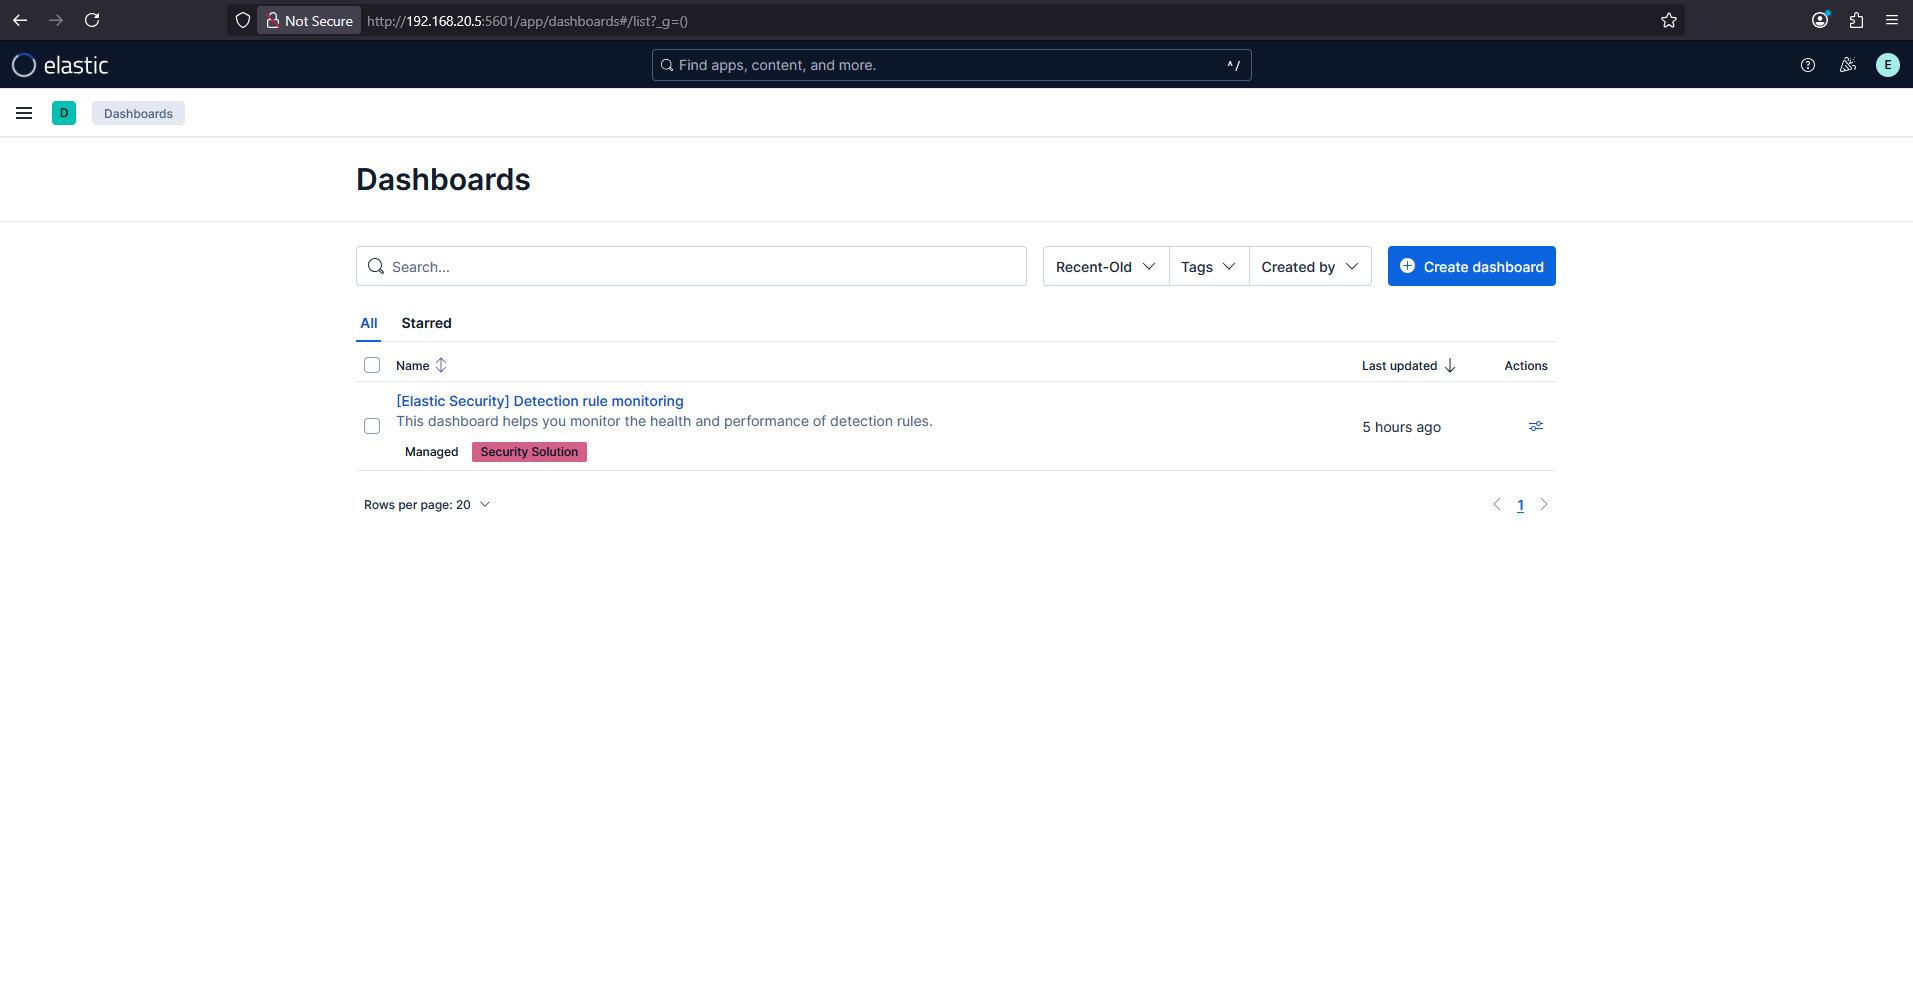 Not Secure http://192.168.20.5:5601/app/dashboards#/list?_g=()
elastic Find apps, content, and more. ^/ E
D Dashboards
Dashboards
Search... Recent-Old Tags Created by Create dashboard
All Starred
Name Last updated Actions
[Elastic Security] Detection rule monitoring
This dashboard helps you monitor the health and performance of detection rules.
5 hours ago
Managed Security Solution
Rows per page: 20 1